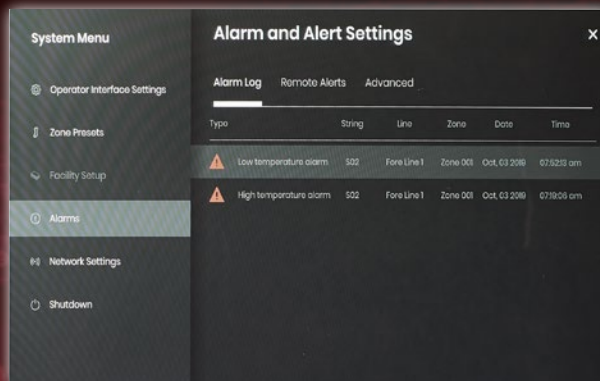 System Menu
Operator Interface Settings
Zone Presets
Facility Setup
Alarms
Network Settings
Shutdown
Alarm and Alert Settings
Alarm Log Remote Alerts Advanced
Type String Line Zone Date Time
Low temperature alarm S02 Fore Line 1 Zone 001 Oct, 03 2019 07:52:13 am
High temperature alarm S02 Fore Line 1 Zone 001 Oct, 03 2019 07:19:06 am